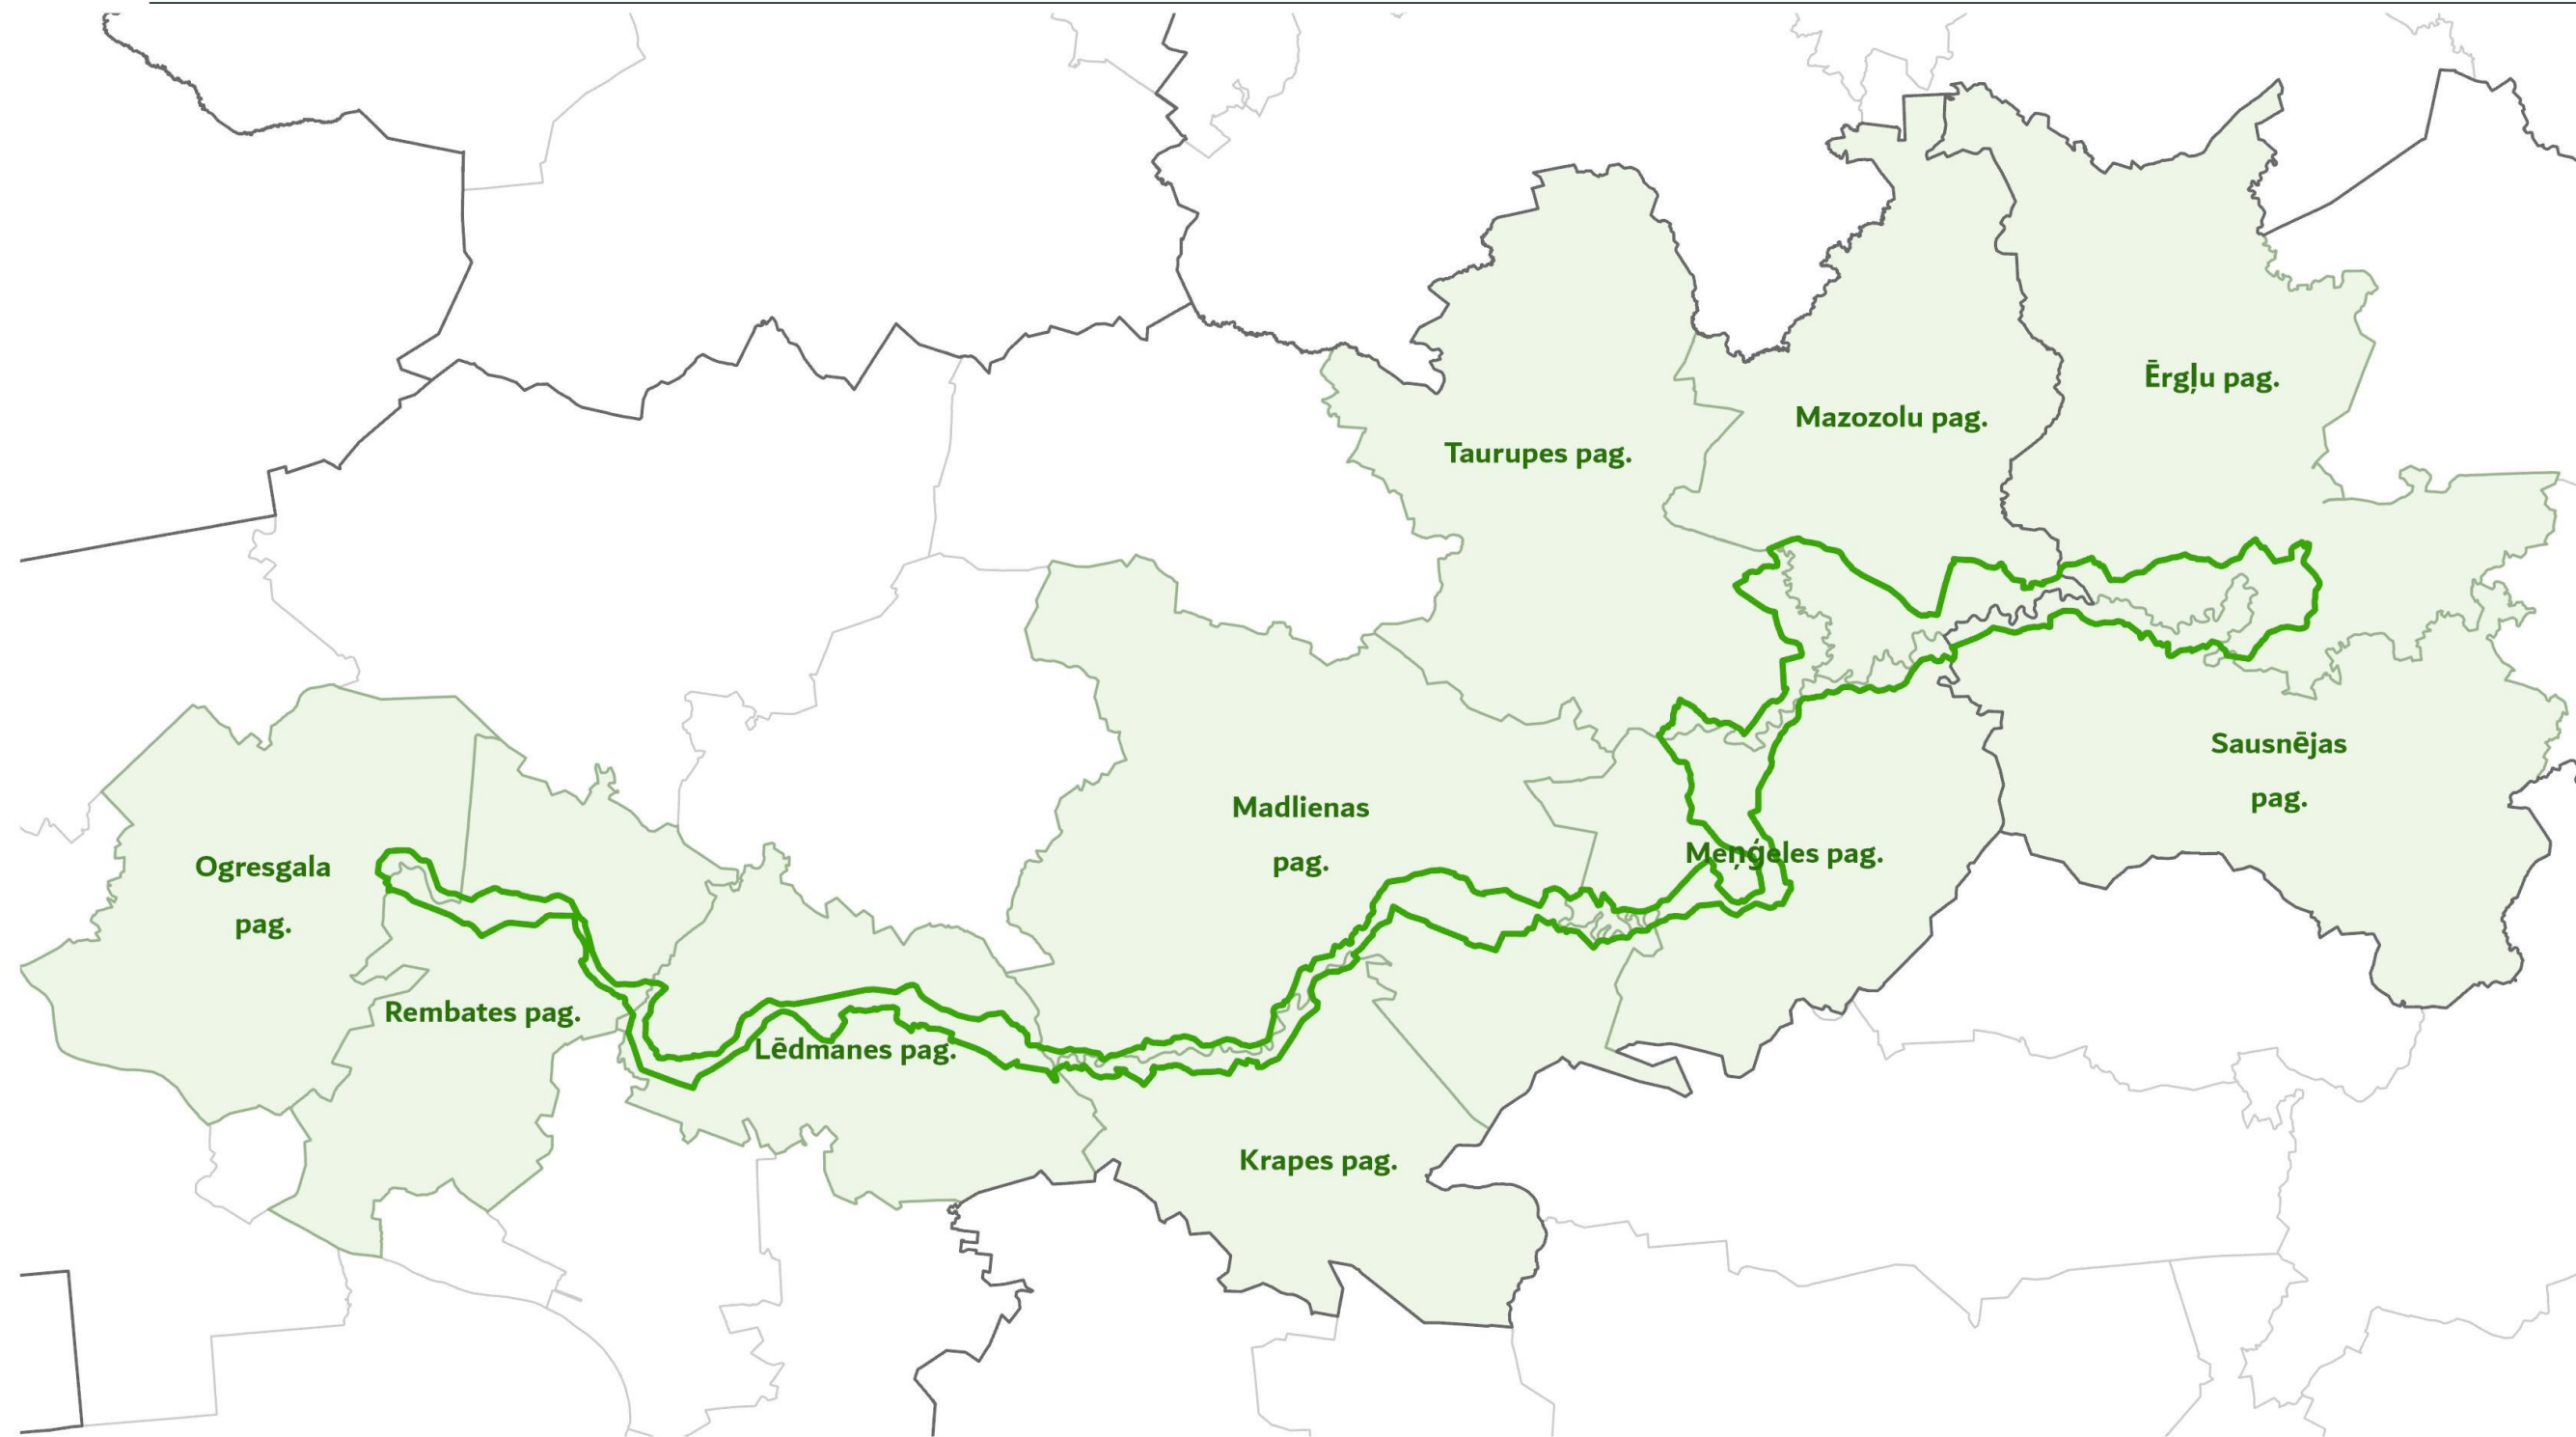 Ērgļu pag.
Mazozolu pag.
Taurupes pag.
Sausnējas
pag.
Madlienas
pag.
Meņģeles pag.
Ogresgala
pag.
Rembates pag.
Lēdmanes pag.
Krapes pag.